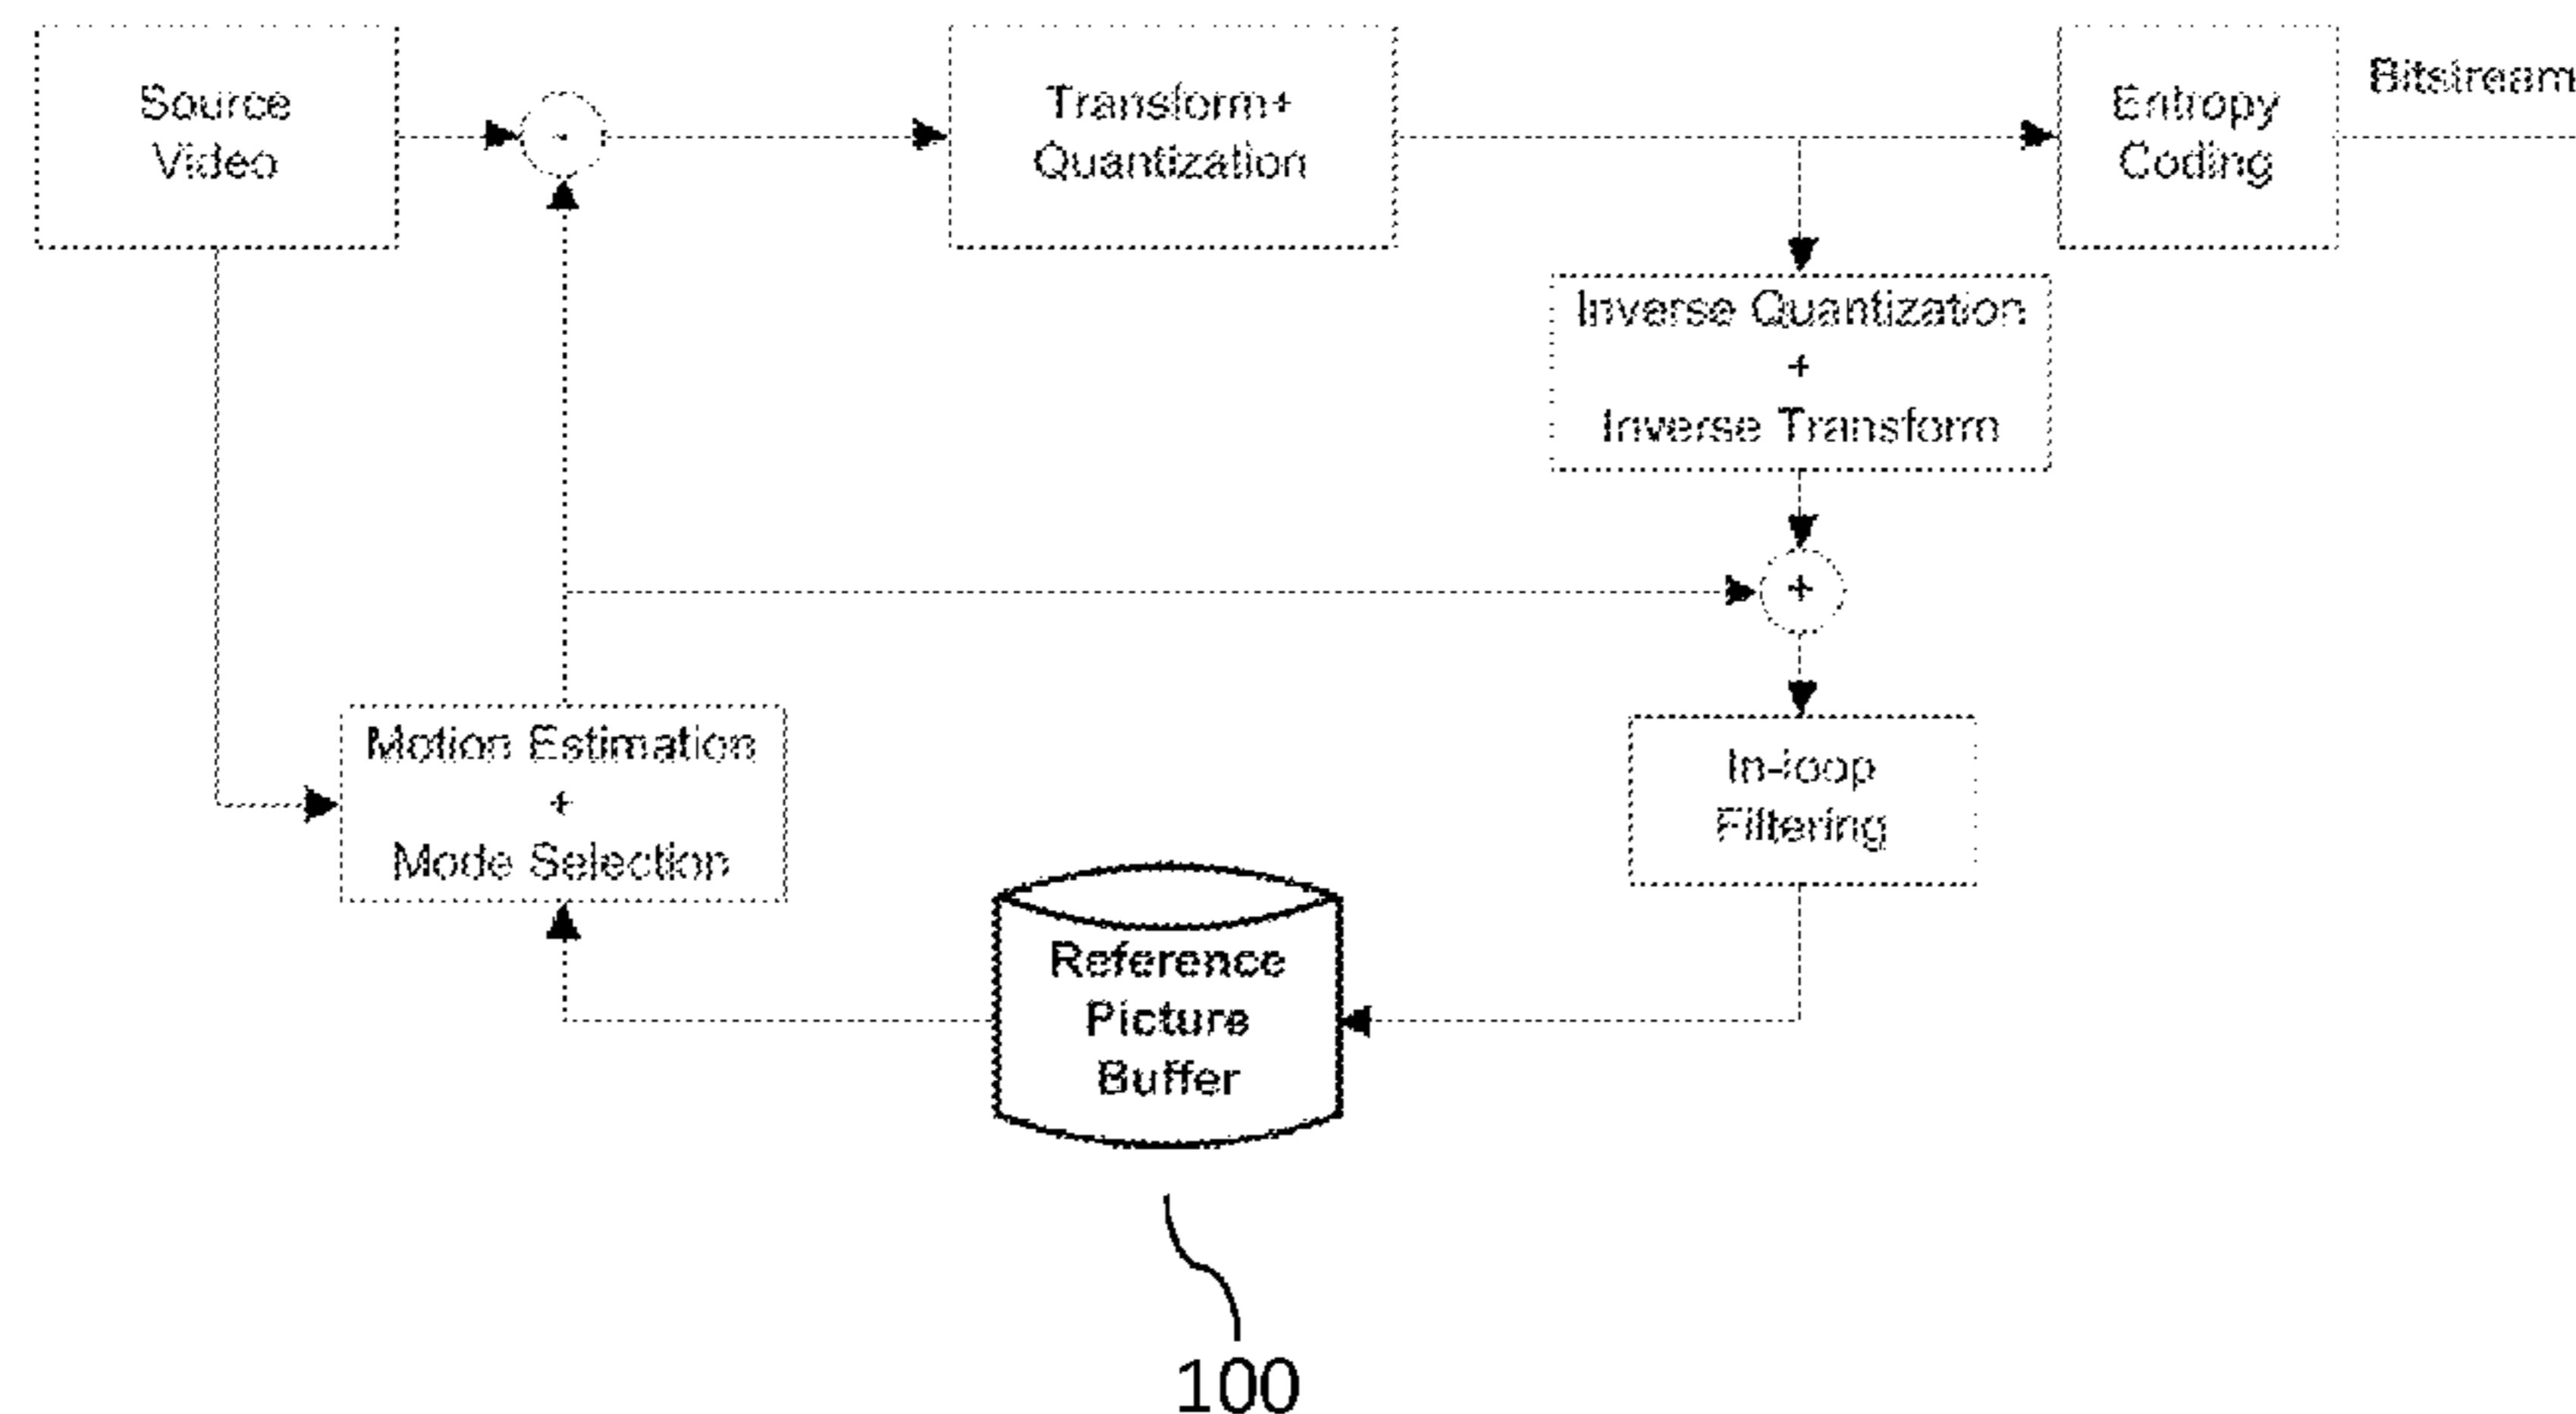 Source
Video
-
Transform+
Quantization
Entropy
Coding
Bitstream
Inverse Quantization
+
Inverse Transform
+
Motion Estimation
+
Mode Selection
In-loop
Filtering
Reference
Picture
Buffer
100